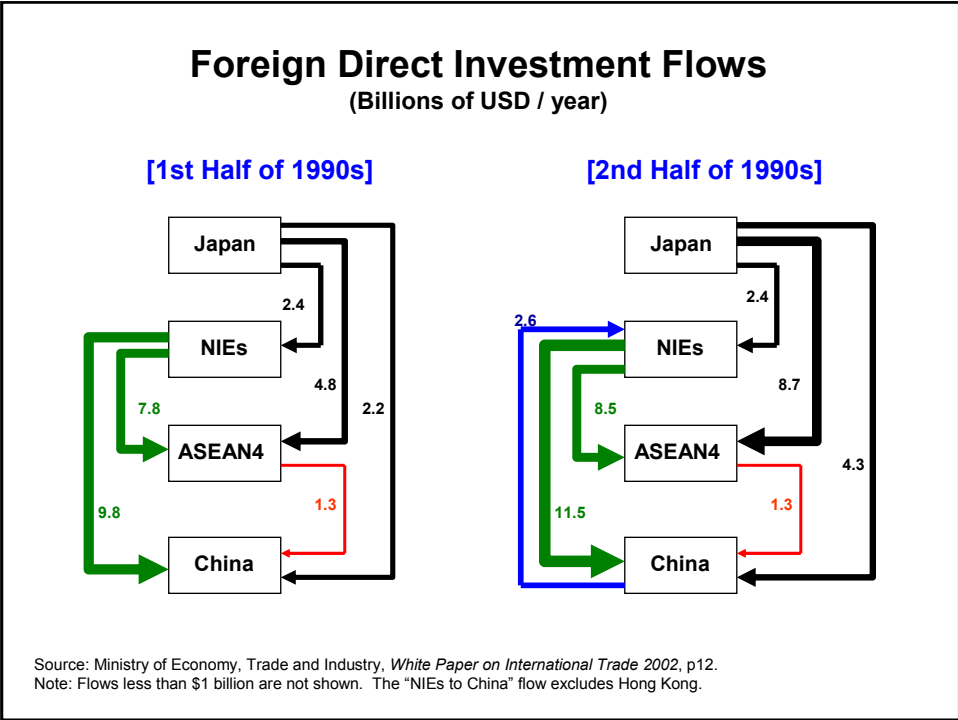 Foreign Direct Investment Flows
(Billions of USD / year)
[1st Half of 1990s]
Japan
2.4
NIEs
4.8
2.2
7.8
ASEAN4
1.3
9.8
China
[2nd Half of 1990s]
Japan
2.4
2.6
NIEs
8.7
8.5
ASEAN4
4.3
1.3
11.5
China
Source: Ministry of Economy, Trade and Industry, White Paper on International Trade 2002, p12.
Note: Flows less than $1 billion are not shown.  The “NIEs to China” flow excludes Hong Kong.